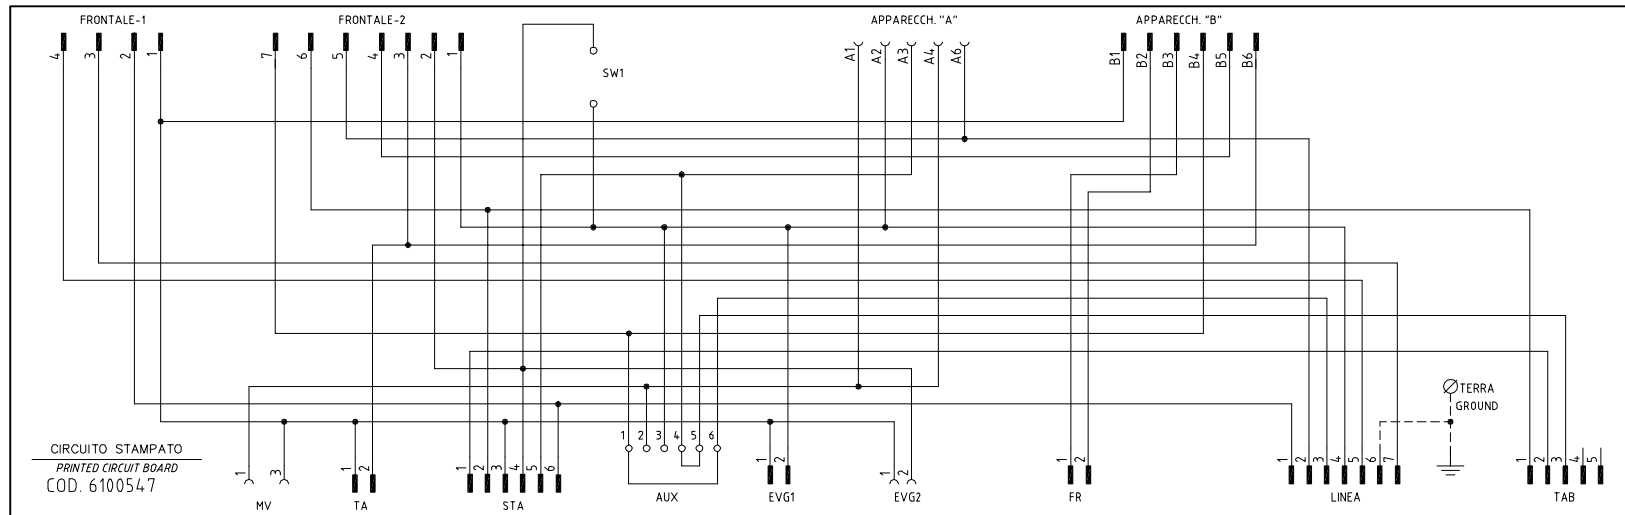 FRONTALE-1 FRONTALE-2 APPARECCH. "A" APPARECCH. "B"
4 3 2 1 7 6 5 4 3 2 1 A1 A2 A3 A4 A6 B1 B2 B3 B4 B5 B6
SW1
TERRA
GROUND
1 2 3 4 5 6
CIRCUITO STAMPATO
PRINTED CIRCUIT BOARD
COD. 6100547
1 3 1 2 1 2 3 4 5 6 1 2 1 2 1 2 1 2 3 4 5 6 7 1 2 3 4 5
MV TA STA AUX EVG1 EVG2 FR LINEA TAB